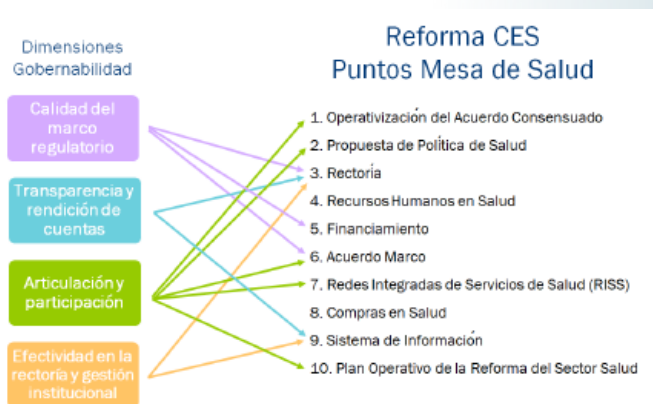 Dimensiones
Gobernabilidad
Reforma CES
Puntos Mesa de Salud
Calidad del
marco
regulatorio
Transparencia y
rendición de
cuentas
Articulación y
participación
Efectividad en la
rectoría y gestión
institucional
1. Operativización del Acuerdo Consensuado
2. Propuesta de Política de Salud
3. Rectoría
4. Recursos Humanos en Salud
5. Financiamiento
6. Acuerdo Marco
7. Redes Integradas de Servicios de Salud (RISS)
8. Compras en Salud
9. Sistema de Información
10. Plan Operativo de la Reforma del Sector Salud